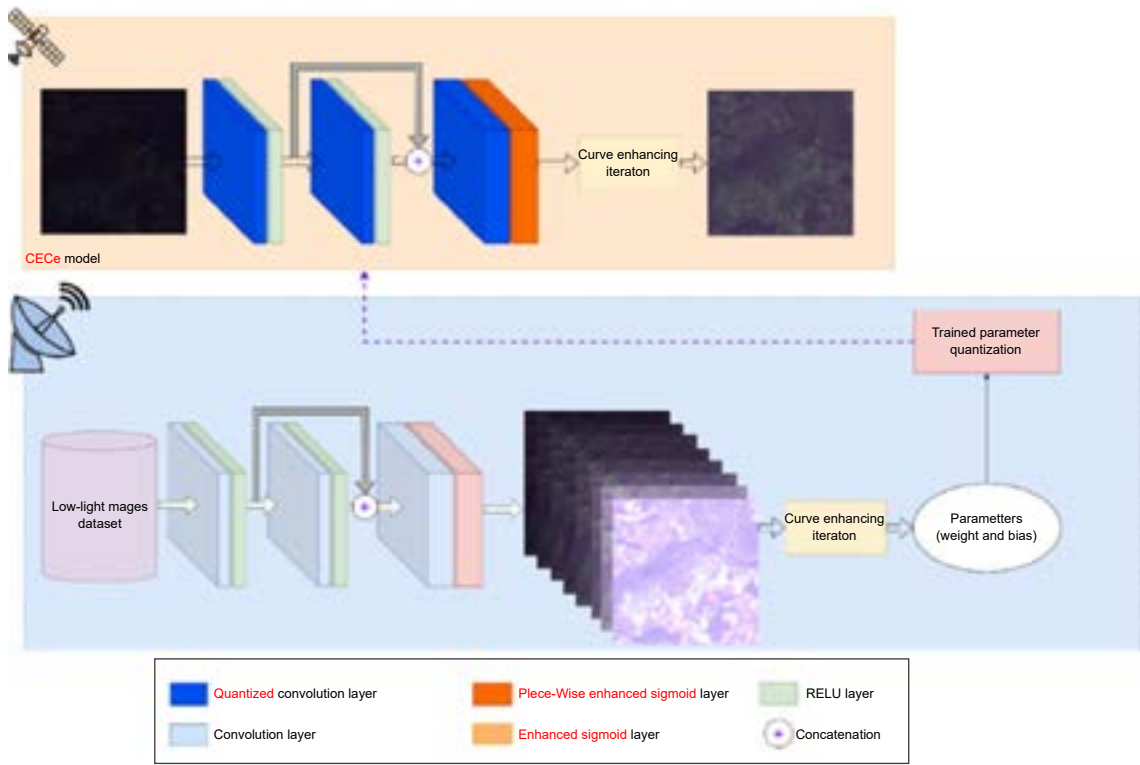 Curve enhancing
iteraton
CECe model
Trained parameter
quantization
Low-light mages
dataset
Curve enhancing
iteraton
Parametters
(weight and bias)
Quantized convolution layer
Plece-Wise enhanced sigmoid layer
RELU layer
Convolution layer
Enhanced sigmoid layer
Concatenation